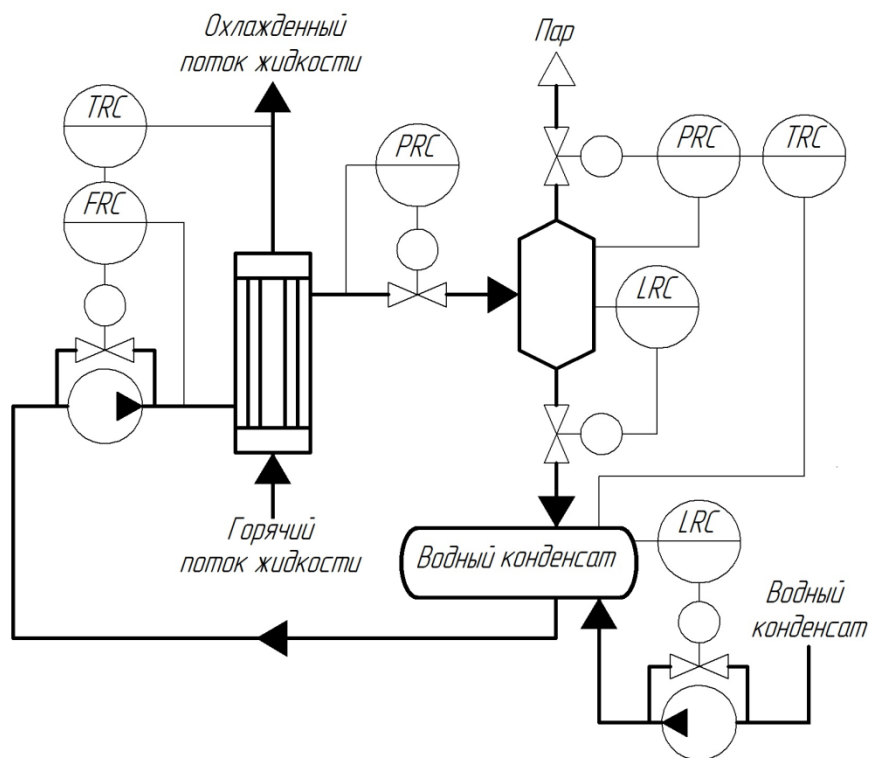 Охлажденный
поток жидкости
Пар
TRC
PRC
PRC
TRC
FRC
LRC
Горячий
поток жидкости
Водный конденсат
LRC
Водный
конденсат